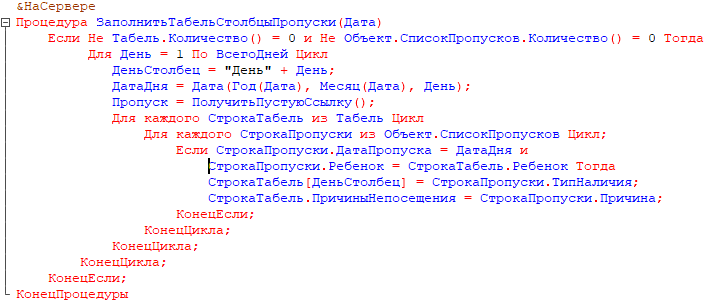 &НаСервере
Процедура ЗаполнитьТабельСтолбцыПропуски(Дата)
Если Не Табель.Количество() = 0 и Не Объект.СписокПропусков.Количество() = 0 Тогда
Для День = 1 По ВсегоДней Цикл
ДеньСтолбец = "День" + День;
ДатаДня = Дата(Год(Дата), Месяц(Дата), День);
Пропуск = ПолучитьПустуюСсылку();
Для каждого СтрокаТабель из Табель Цикл
Для каждого СтрокаПропуски из Объект.СписокПропусков Цикл;
Если СтрокаПропуски.ДатаПропуска = ДатаДня и
СтрокаПропуски.Ребенок = СтрокаТабель.Ребенок Тогда
СтрокаТабель[ДеньСтолбец] = СтрокаПропуски.ТипНаличия;
СтрокаТабель.ПричиныНепосещения = СтрокаПропуски.Причина;
КонецЕсли;
КонецЦикла;
КонецЦикла;
КонецЦикла;
КонецЕсли;
КонецПроцедуры